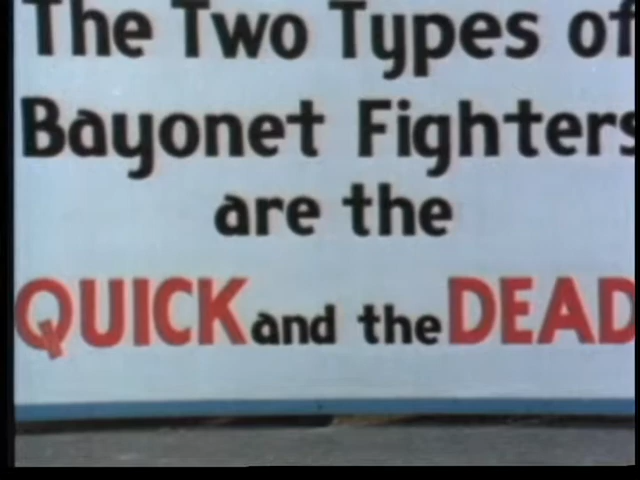 The Two Types of
Bayonet Fighters
are the
QUICK and the DEAD